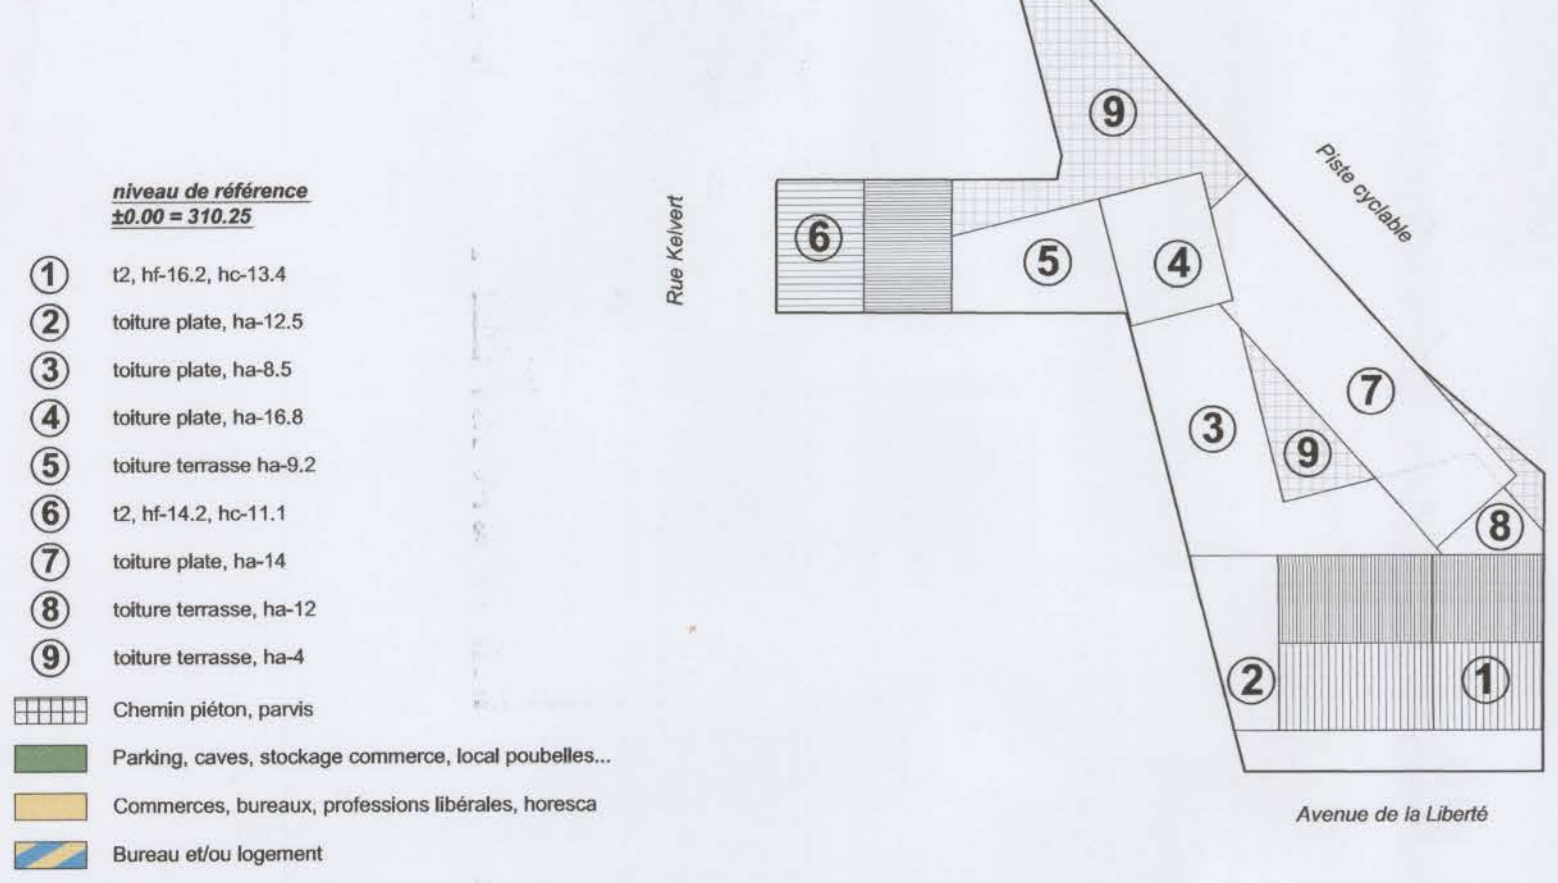 niveau de référence
±0.00 = 310.25
1 t2, hf-16.2, hc-13.4
2 toiture plate, ha-12.5
3 toiture plate, ha-8.5
4 toiture plate, ha-16.8
5 toiture terrasse ha-9.2
6 t2, hf-14.2, hc-11.1
7 toiture plate, ha-14
8 toiture terrasse, ha-12
9 toiture terrasse, ha-4
Chemin piéton, parvis
Parking, caves, stockage commerce, local poubelles...
Commerces, bureaux, professions libérales, horesca
Bureau et/ou logement
Rue Kelvert
Piste cyclable
9
6
5
4
7
3
9
8
2
1
Avenue de la Liberté